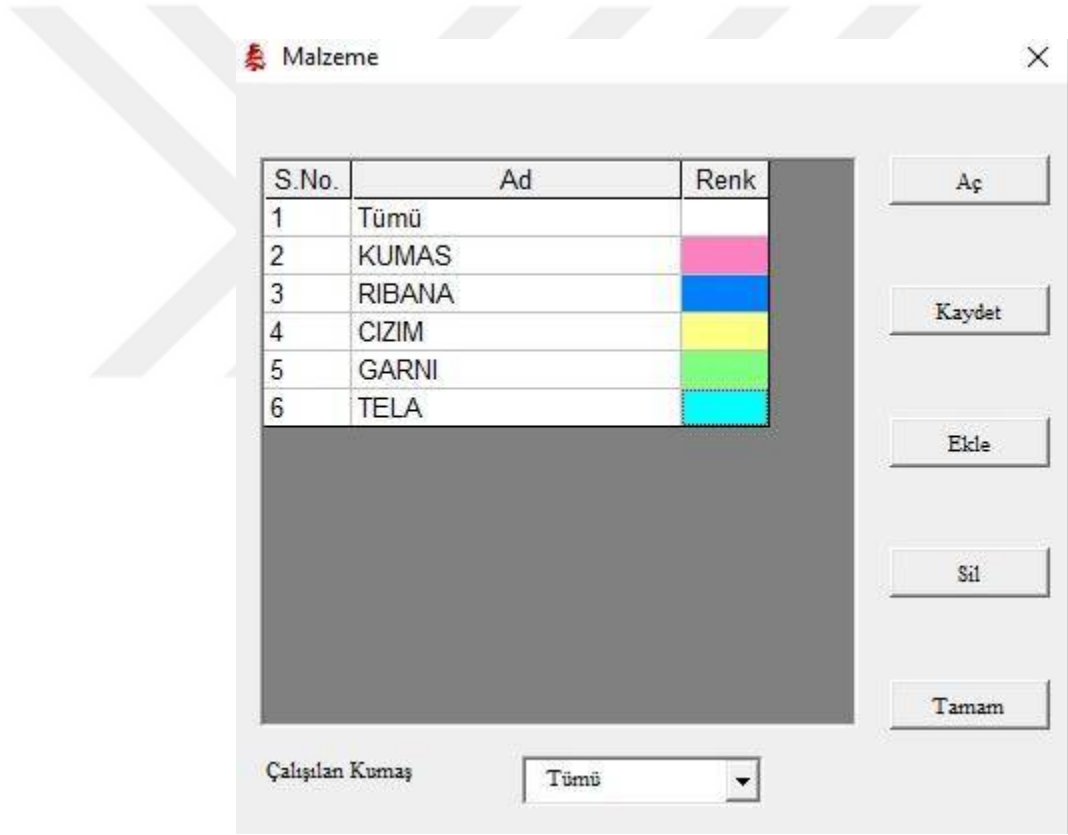 Malzeme
S.No. Ad Renk
1 Tümü
2 KUMAS
3 RIBANA
4 CIZIM
5 GARNI
6 TELA
Aç
Kaydet
Ekle
Sil
Tamam
Çalışılan Kumaş Tümü